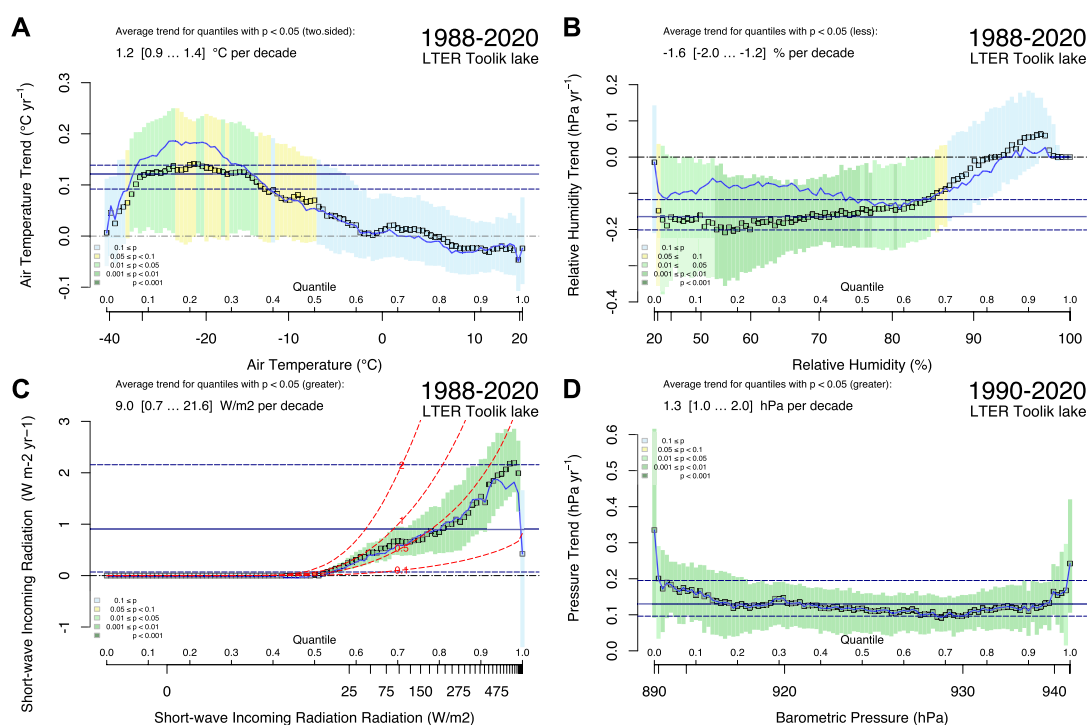 A
Average trend for quantiles with p < 0.05 (two.sided):
1.2 [0.9 ... 1.4] °C per decade
1988-2020
LTER Toolik lake
Air Temperature Trend (°C yr⁻¹)
0.3
0.2
0.1
0.0
-0.1
0.1 ≤ p
0.05 ≤ p < 0.1
0.01 ≤ p < 0.05
0.001 ≤ p < 0.01
p < 0.001
Quantile
0.0 0.1 0.2 0.3 0.4 0.5 0.6 0.7 0.8 0.9 1.0
-40 -20 -10 0 10 20
Air Temperature (°C)
B
Average trend for quantiles with p < 0.05 (less):
-1.6 [-2.0 ... -1.2] % per decade
1988-2020
LTER Toolik lake
Relative Humidity Trend (hPa yr⁻¹)
0.2
0.0
-0.2
-0.4
0.1 ≤ p
0.05 ≤ 0.1
0.01 ≤ 0.05
0.001 ≤ p < 0.01
p < 0.001
Quantile
0.0 0.1 0.2 0.3 0.4 0.5 0.6 0.7 0.8 0.9 1.0
20 50 60 70 80 90 100
Relative Humidity (%)
C
Average trend for quantiles with p < 0.05 (greater):
9.0 [0.7 ... 21.6] W/m2 per decade
1988-2020
LTER Toolik lake
Short-wave Incoming Radiation (W m-2 yr−1)
3
2
1
0
-1
2
1
0.5
0.1
0.1 ≤ p
0.05 ≤ p < 0.1
0.01 ≤ p < 0.05
0.001 ≤ p < 0.01
p < 0.001
Quantile
0.0 0.1 0.2 0.3 0.4 0.5 0.6 0.7 0.8 0.9 1.0
0 25 75 150 275 475
Short-wave Incoming Radiation Radiation (W/m2)
D
Average trend for quantiles with p < 0.05 (greater):
1.3 [1.0 ... 2.0] hPa per decade
1990-2020
LTER Toolik lake
Pressure Trend (hPa yr⁻¹)
0.6
0.5
0.4
0.3
0.2
0.1
0.0
0.1 ≤ p
0.05 ≤ p < 0.1
0.01 ≤ p < 0.05
0.001 ≤ p < 0.01
p < 0.001
Quantile
0.0 0.1 0.2 0.3 0.4 0.5 0.6 0.7 0.8 0.9 1.0
890 920 930 940
Barometric Pressure (hPa)